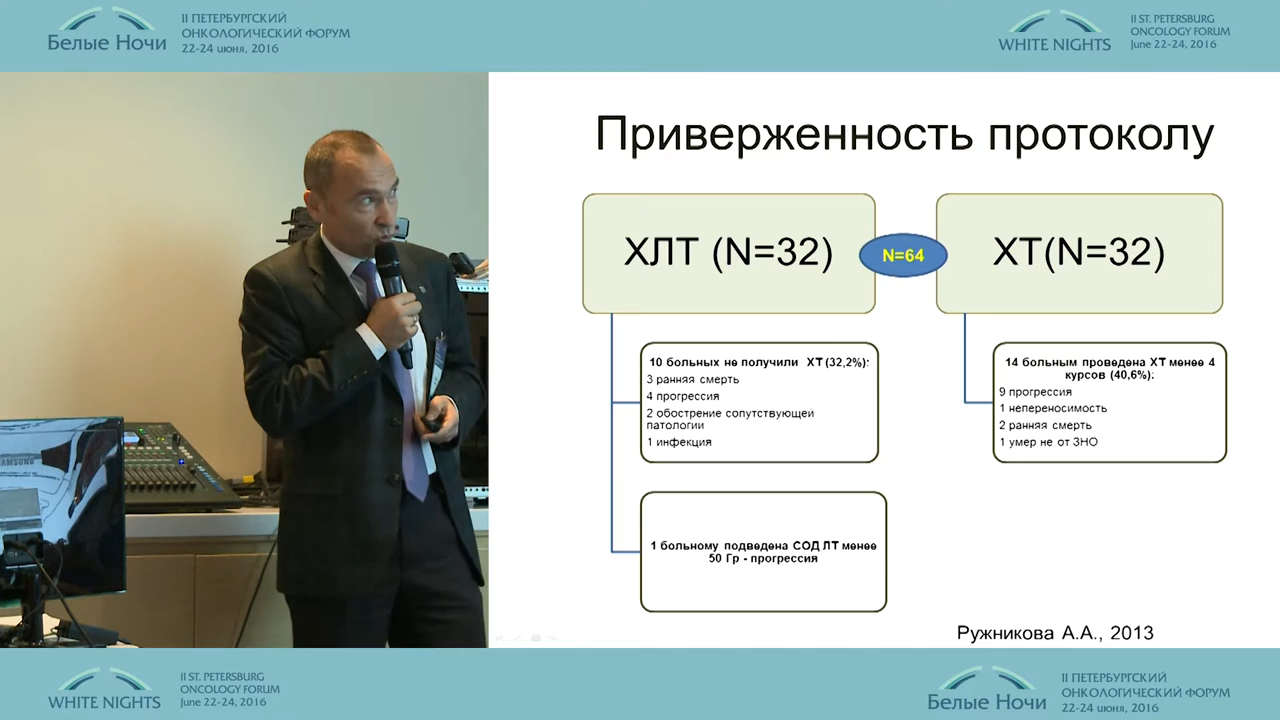 Белые Ночи
II ПЕТЕРБУРГСКИЙ
ОНКОЛОГИЧЕСКИЙ ФОРУМ
22-24 июня, 2016
WHITE NIGHTS
II ST. PETERSBURG
ONCOLOGY FORUM
June 22-24, 2016
Приверженность протоколу
ХЛТ (N=32)
N=64
ХТ(N=32)
10 больных не получили ХТ (32,2%):
3 ранняя смерть
4 прогрессия
2 обострение сопутствующеи
патологии
1 инфекция
14 больным проведена ХТ менее 4
курсов (40,6%):
9 прогрессия
1 непереносимость
2 ранняя смерть
1 умер не от ЗНО
1 больному подведена СОД ЛТ менее
50 Гр - прогрессия
Ружникова А.А., 2013
SAMSUNG
WHITE NIGHTS
II ST. PETERSBURG
ONCOLOGY FORUM
June 22-24, 2016
Белые Ночи
II ПЕТЕРБУРГСКИЙ
ОНКОЛОГИЧЕСКИЙ ФОРУМ
22-24 июня, 2016